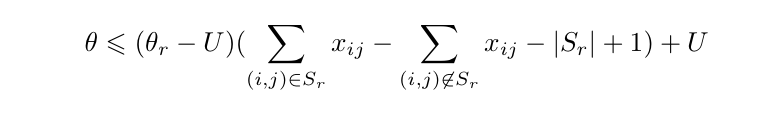 θ ⩽ (θ_r − U)(∑_{(i,j)∈S_r} x_{ij} − ∑_{(i,j)∉S_r} x_{ij} − |S_r| + 1) + U